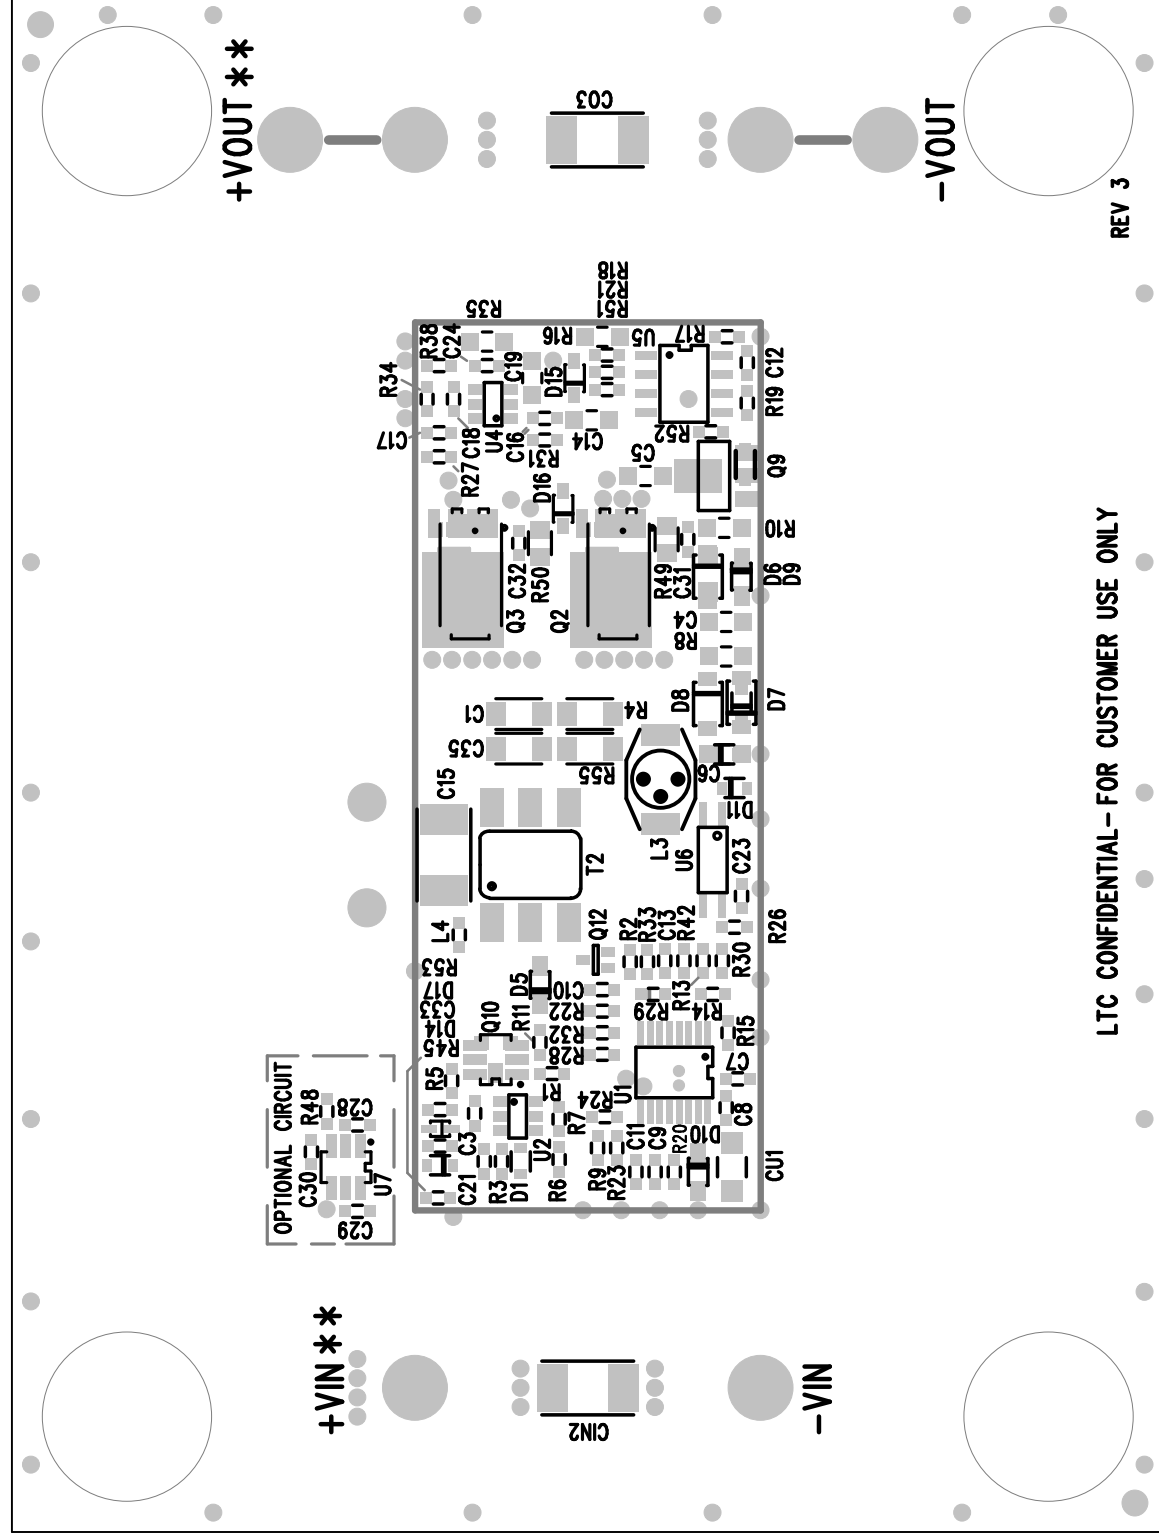 C03
+VOUT**
-VOUT
REV 3
R18
R21
R51
R35
R38
C24
R16
U5
R17
R34
C19
D15
C12
R19
C17
C18
U4
C16
C14
R52
R31
C5
R27
Q9
D16
R10
C32
R50
R49
C31
D6
D9
Q3
Q2
C4
R8
D8
D7
C1
R4
C35
R55
C6
C15
D11
L3
U6
C23
T2
L4
Q12
R2
R33
C13
R42
R26
R30
R53
D17
C33
D14
R45
D5
C10
R22
R32
R28
R13
R29
R14
Q10
R11
R15
C7
R5
R1
R24
U1
C8
C3
R7
U2
C11
C9
R20
D10
CU1
C21
R3
D1
R6
R9
R23
OPTIONAL CIRCUIT
R48
C28
C30
U7
C29
LTC CONFIDENTIAL-FOR CUSTOMER USE ONLY
+VIN**
-VIN
CIN2